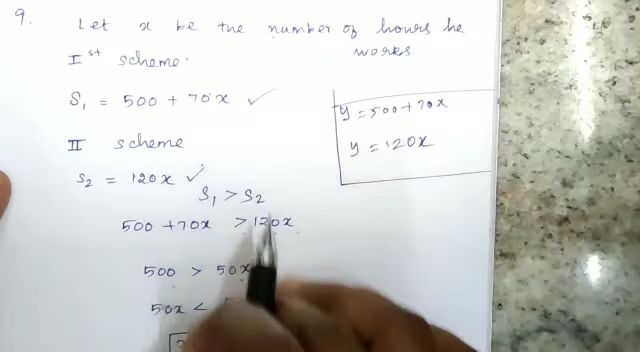 9. Let x be the number of hours he works
Ist scheme.
S1 = 500 + 70x ✓
II scheme
S2 = 120x ✓
S1 > S2
500 + 70x > 120x
500 > 50x
50x <
y = 500 + 70x
y = 120x